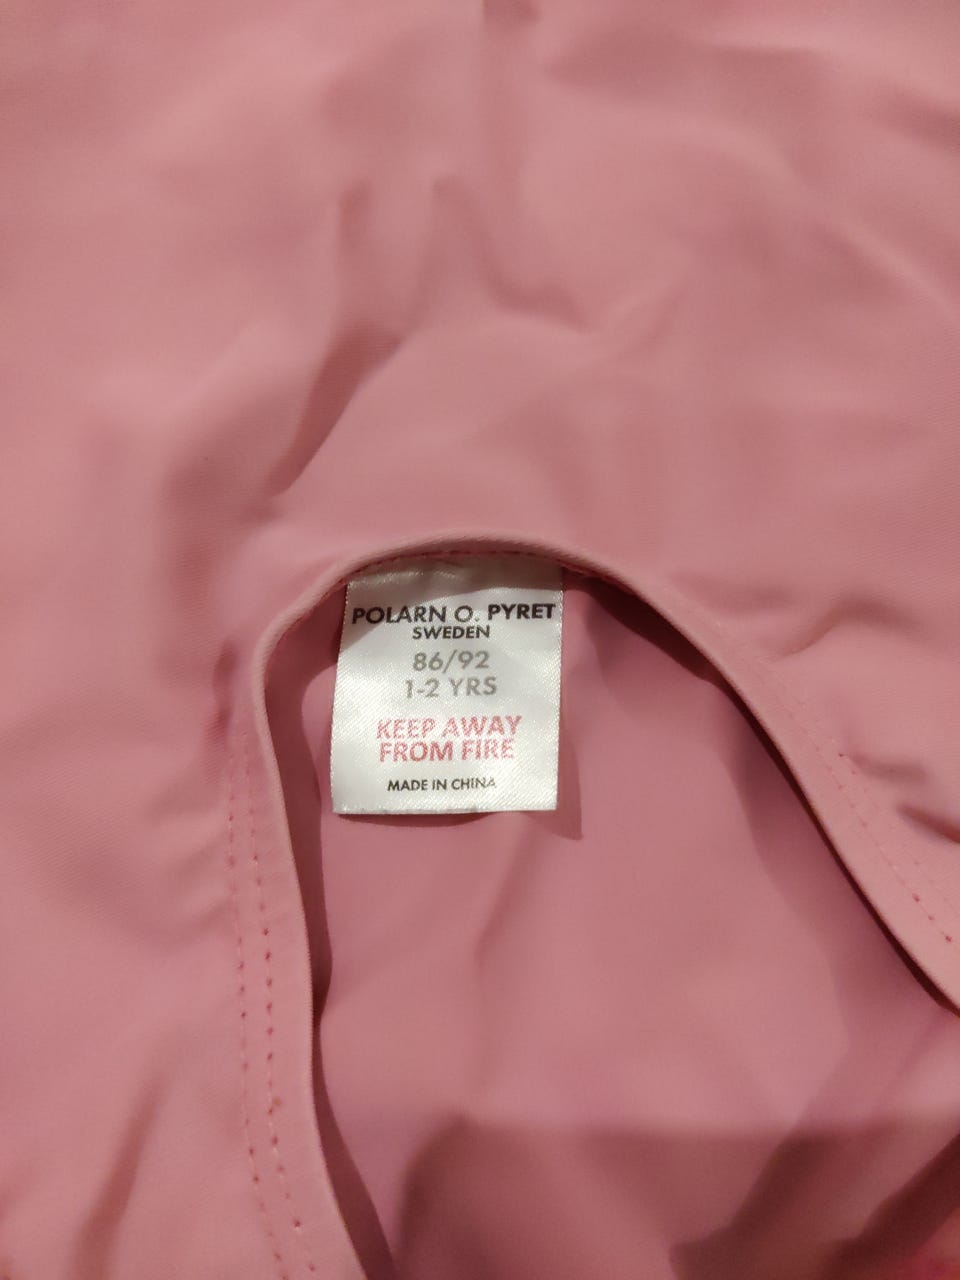 POLARN O. PYRET
SWEDEN
86/92
1-2 YRS
KEEP AWAY
FROM FIRE
MADE IN CHINA